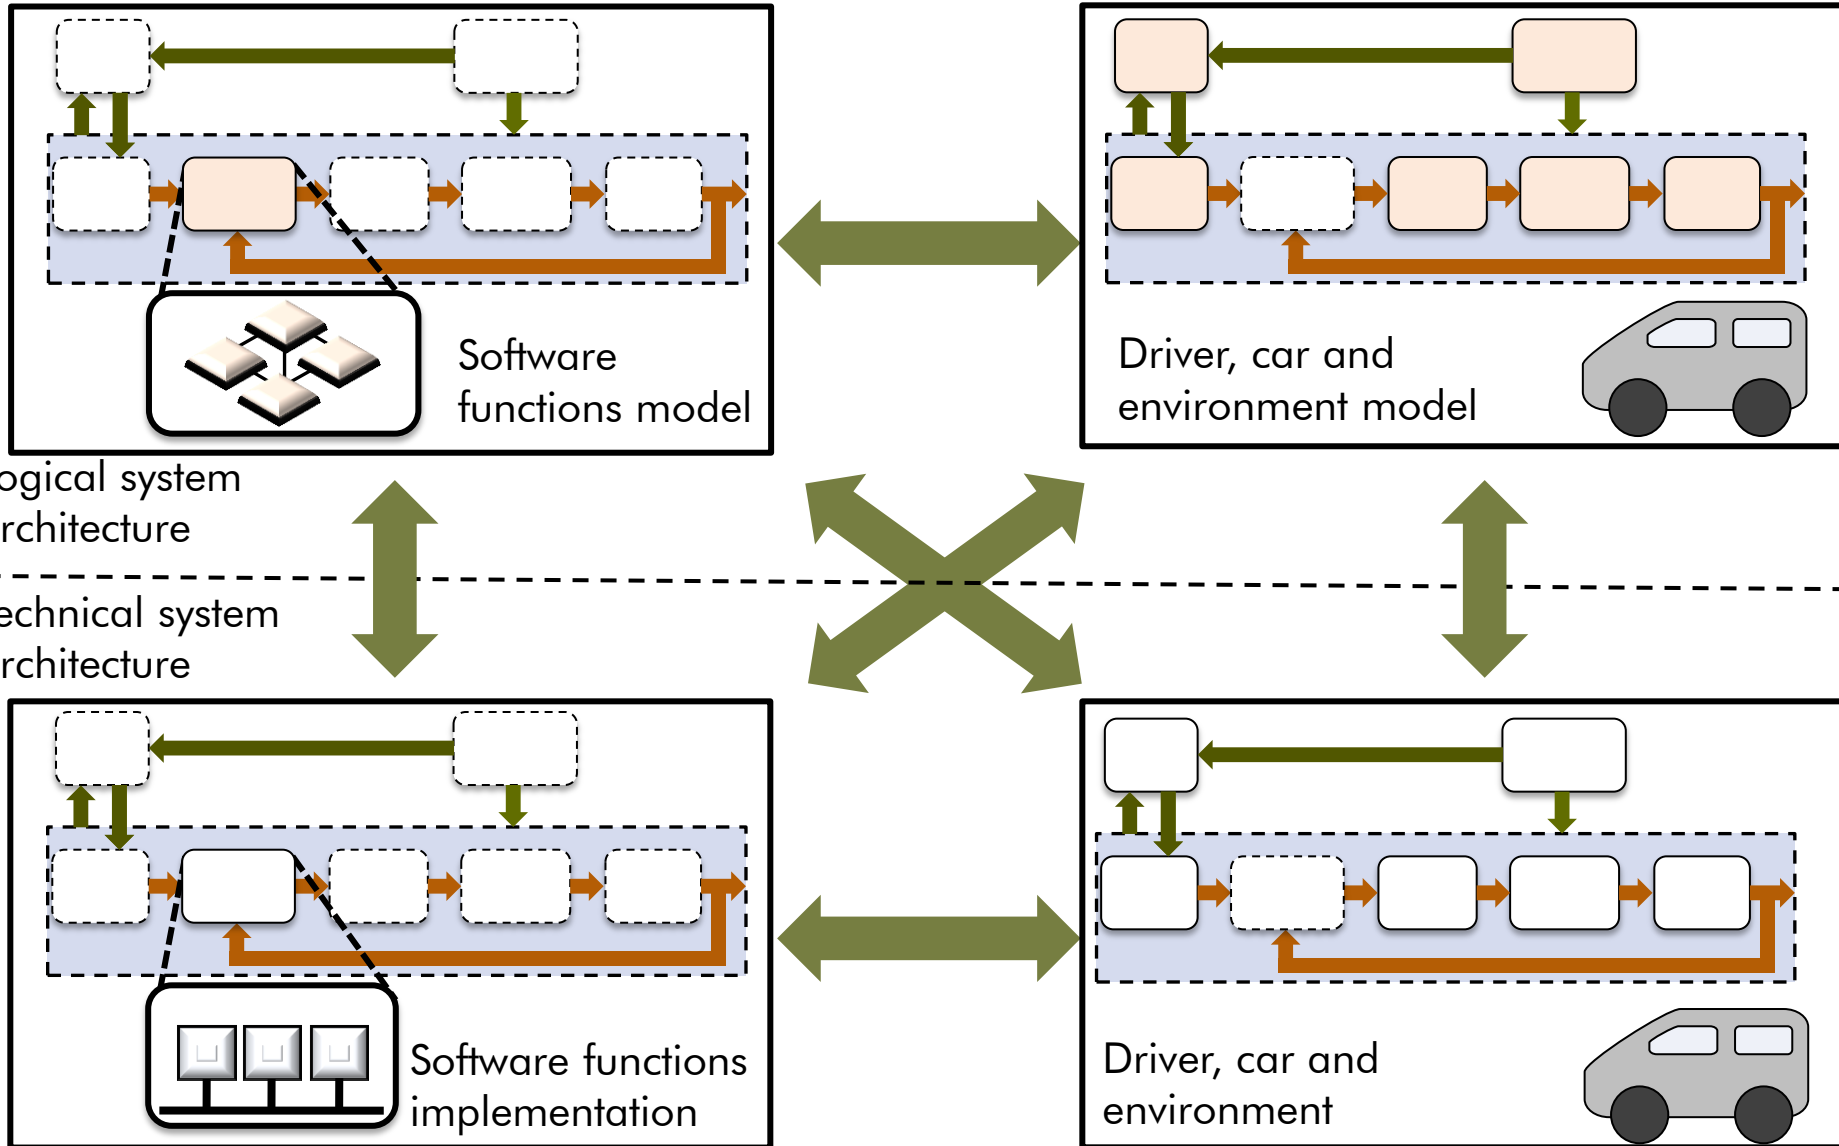 Software
functions model
Driver, car and
environment model
ogical system
rchitecture
echnical system
rchitecture
Software functions
implementation
Driver, car and
environment